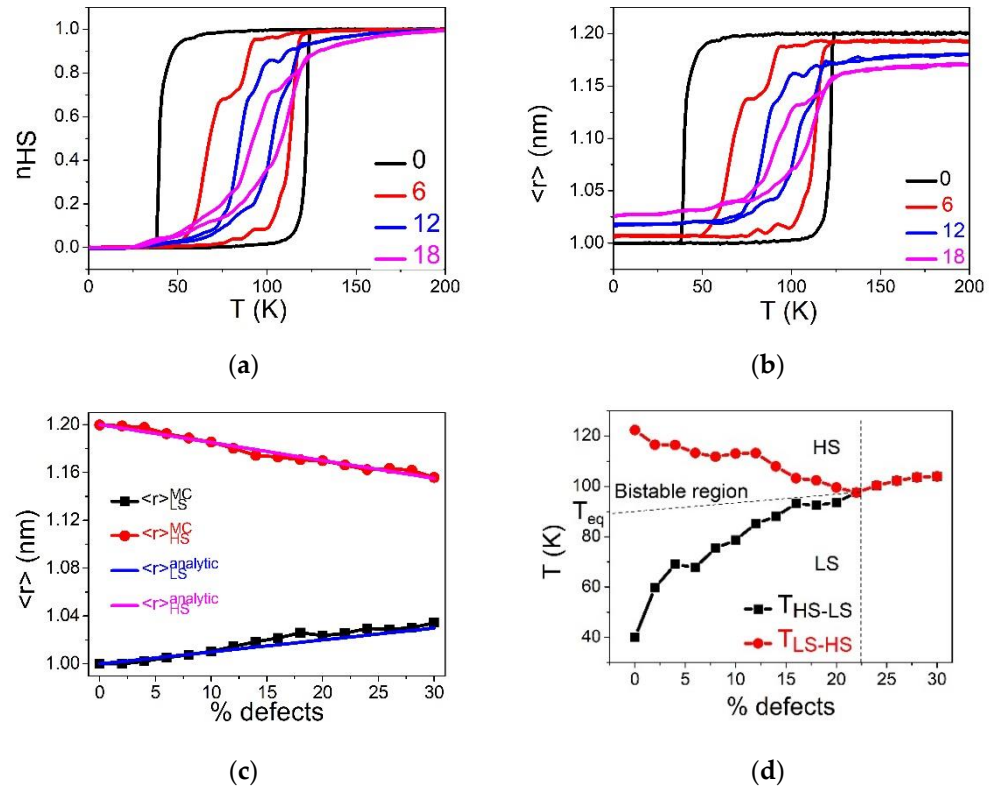 nHS
1.0
0.8
0.6
0.4
0.2
0.0
0
6
12
18
0 50 100 150 200
T (K)
(a)
<r> (nm)
1.20
1.15
1.10
1.05
1.00
0
6
12
18
0 50 100 150 200
T (K)
(b)
<r> (nm)
1.20
1.16
1.12
1.08
1.04
1.00
<r>MC LS
<r>MC HS
<r>analytic LS
<r>analytic HS
0 5 10 15 20 25 30
% defects
(c)
T (K)
120
100
Teq
80
60
40
HS
Bistable region
LS
THS-LS
TLS-HS
0 5 10 15 20 25 30
% defects
(d)